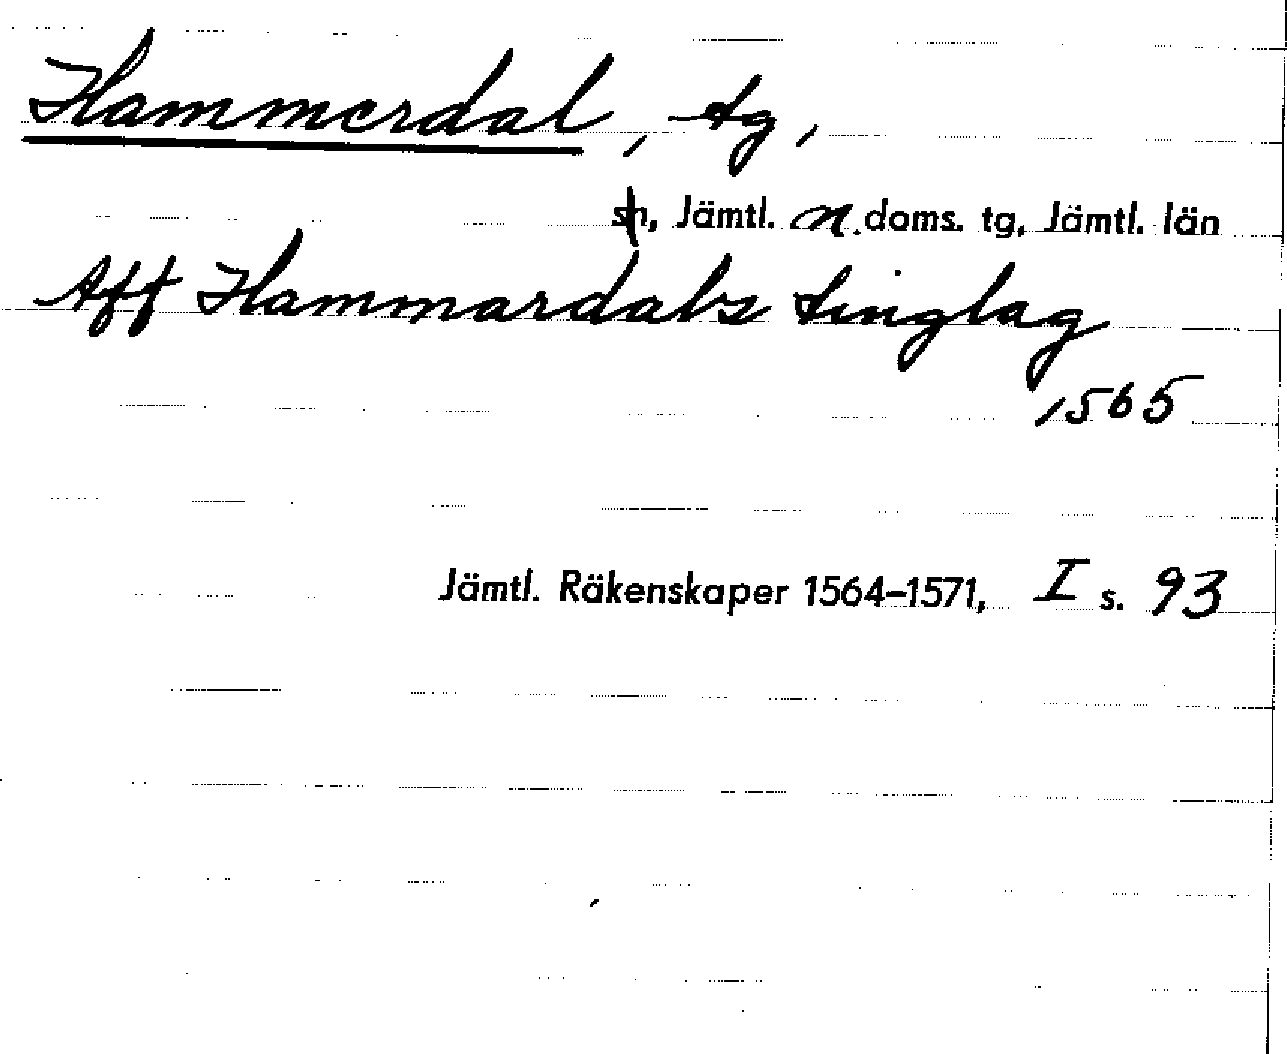 Hammerdal, tg,
sn, Jämtl. n. doms. tg, Jämtl. län
Aff Hammardals tinglag
1565
Jämtl. Räkenskaper 1564–1571, I s. 93